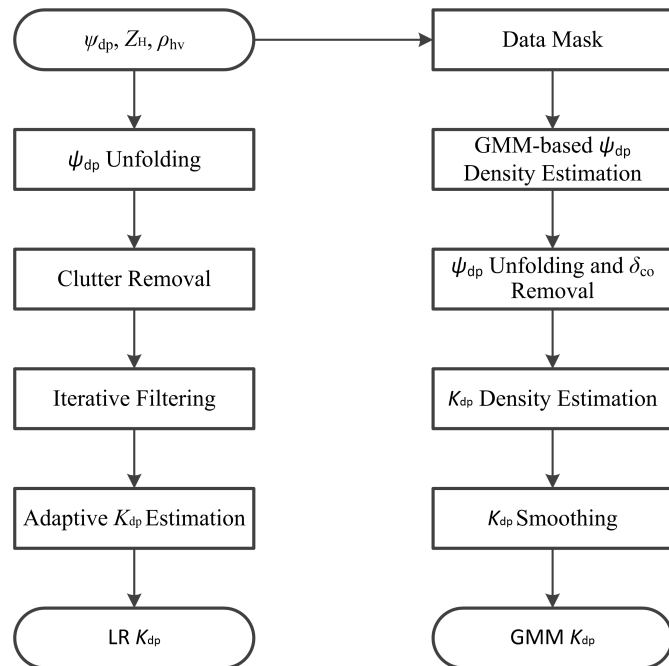 ψdp, ZH, ρhv
ψdp Unfolding
Clutter Removal
Iterative Filtering
Adaptive Kdp Estimation
LR Kdp
Data Mask
GMM-based ψdp
Density Estimation
ψdp Unfolding and δco
Removal
Kdp Density Estimation
Kdp Smoothing
GMM Kdp